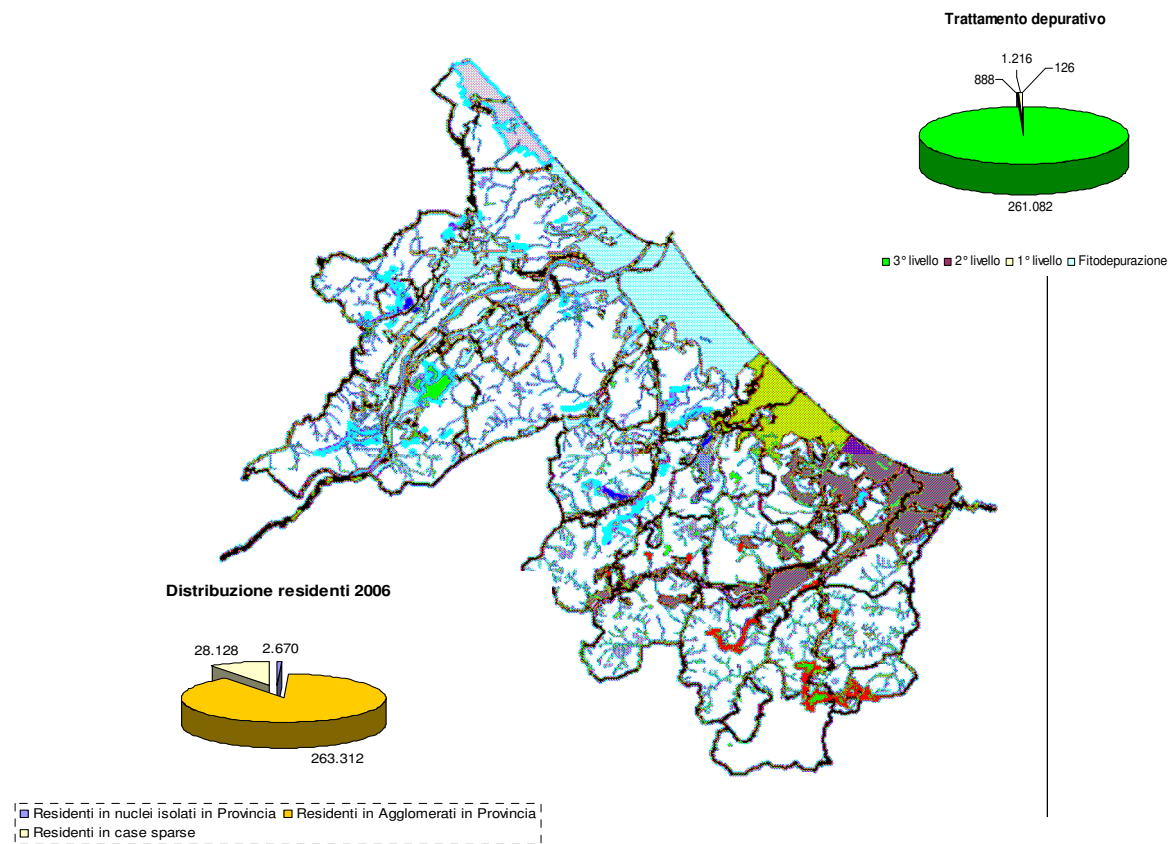 Trattamento depurativo
1.216
126
888
261.082
3° livello 2° livello 1° livello Fitodepurazione
Distribuzione residenti 2006
28.128
2.670
263.312
Residenti in nuclei isolati in Provincia Residenti in Agglomerati in Provincia
Residenti in case sparse